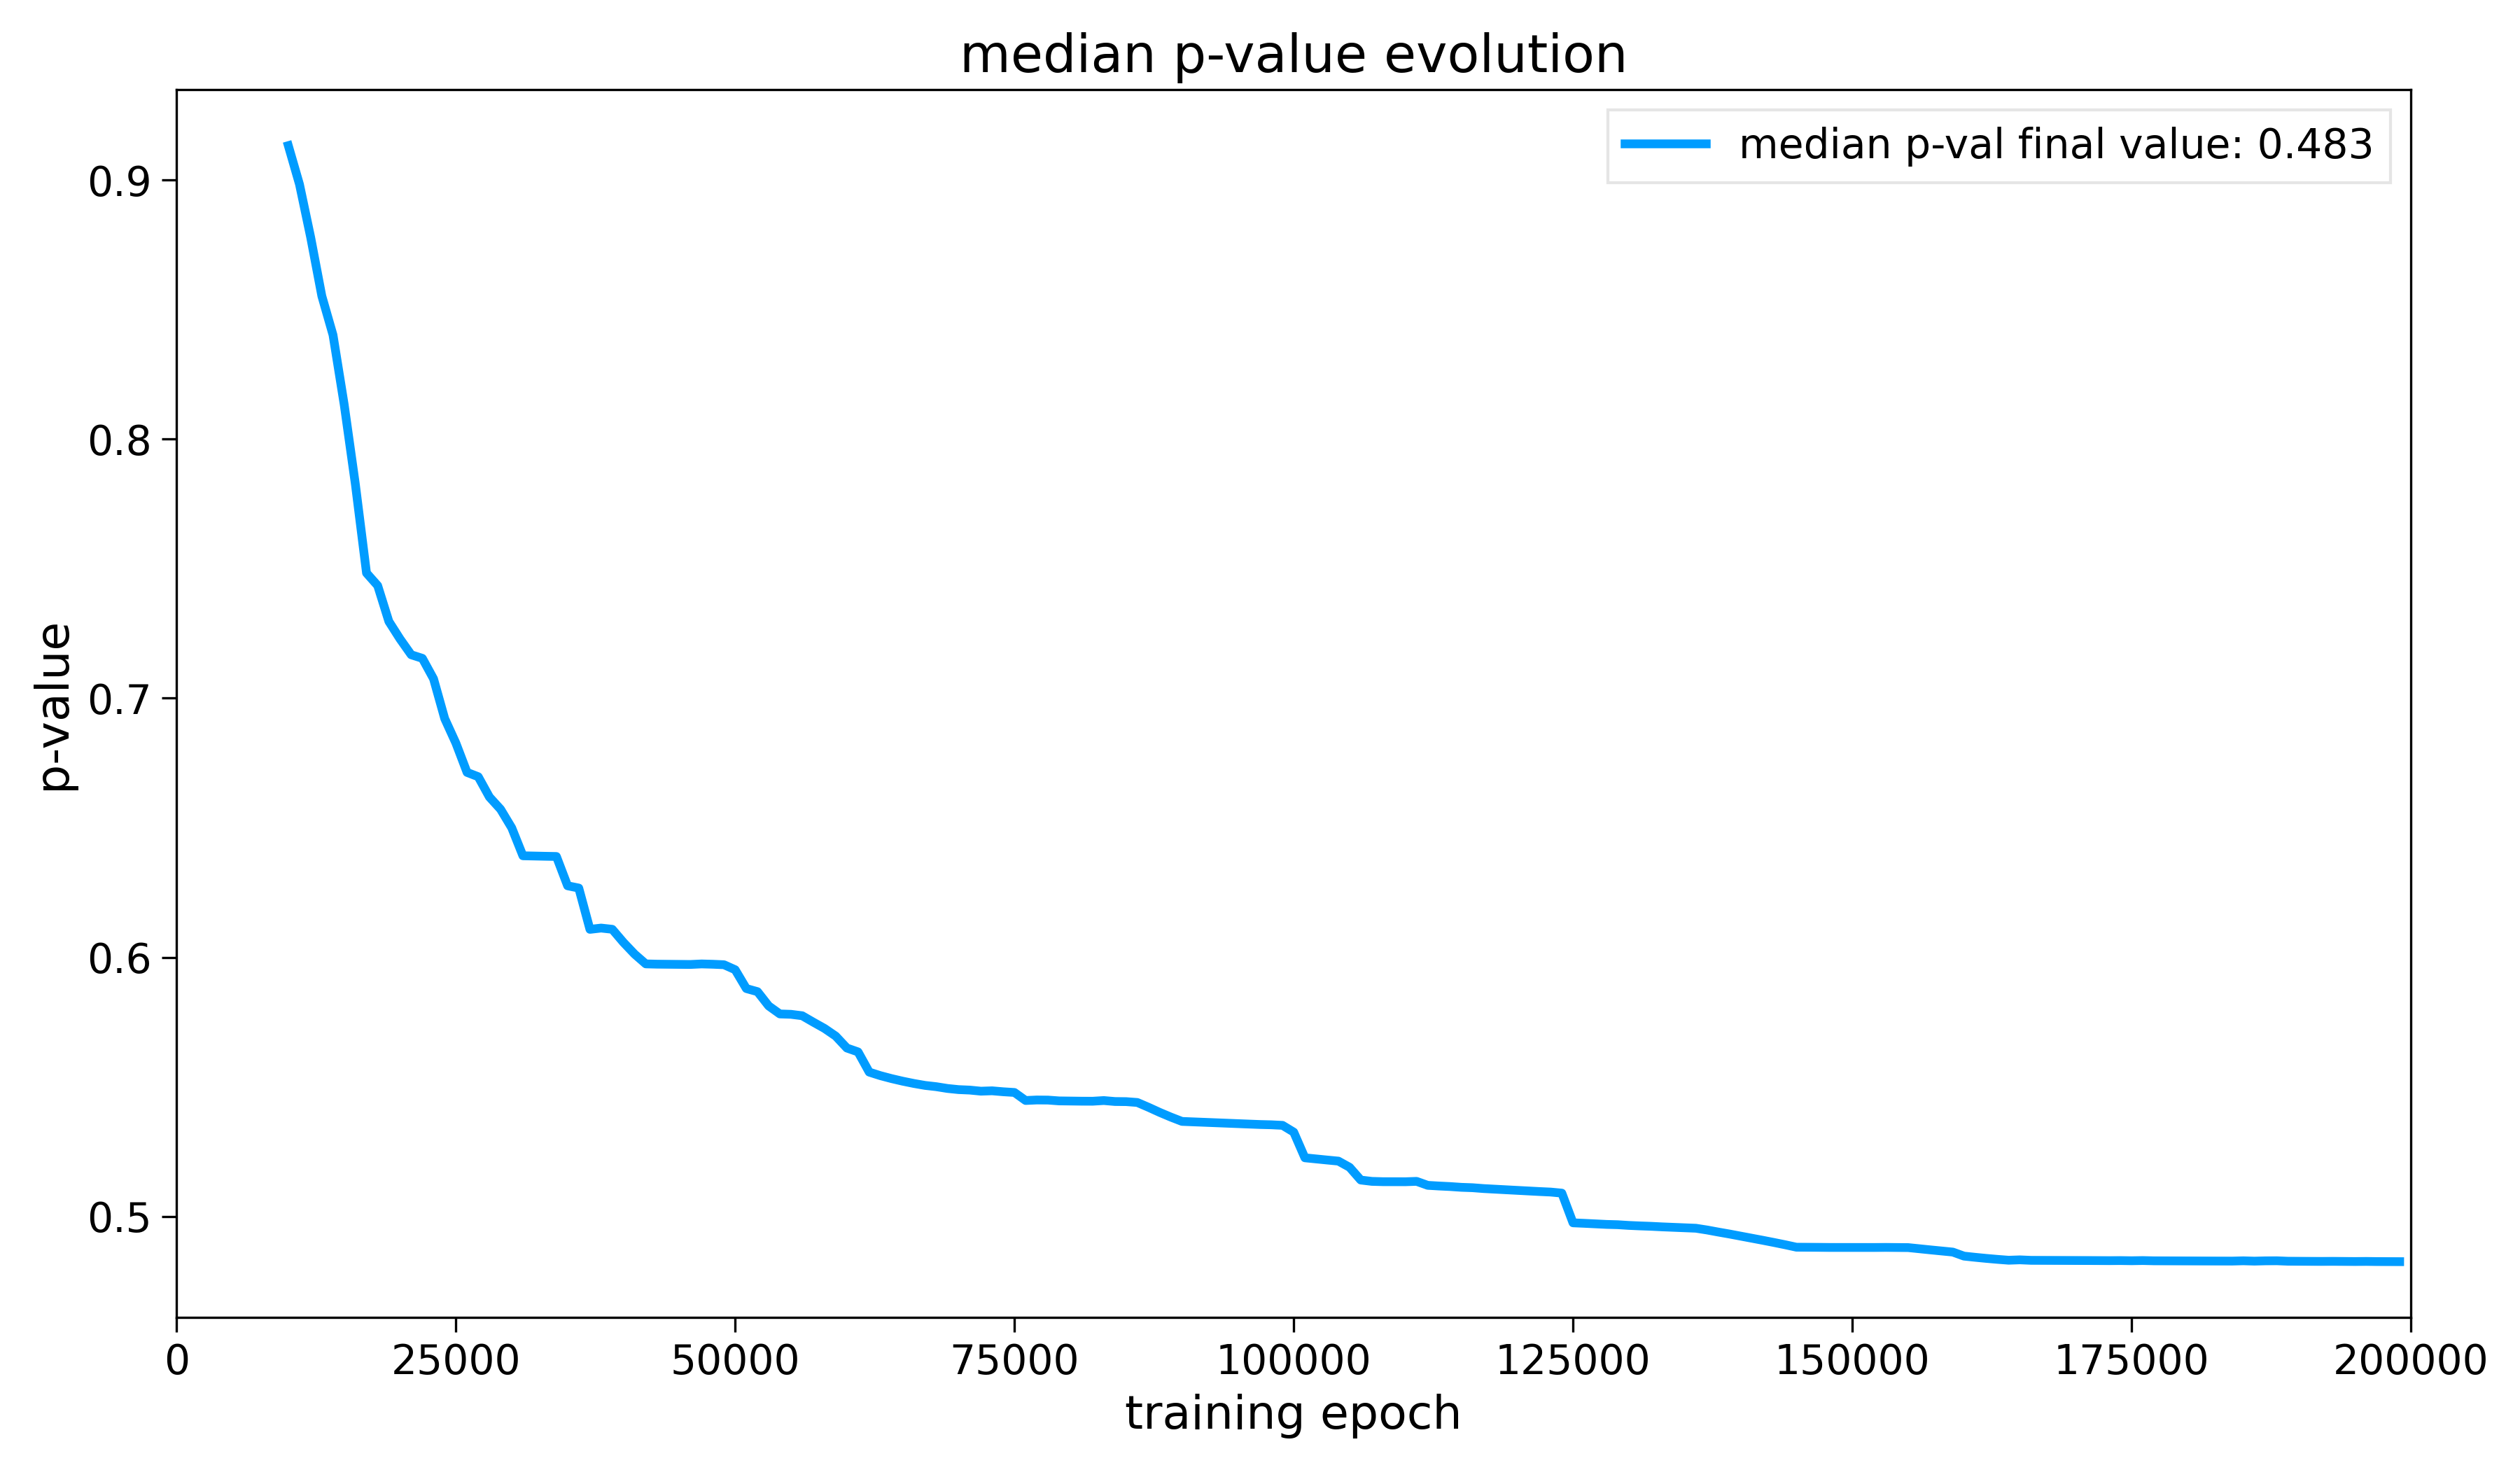 median p-value evolution
median p-val final value: 0.483
0.9
0.8
0.7
0.6
0.5
p-value
0 25000 50000 75000 100000 125000 150000 175000 200000
training epoch